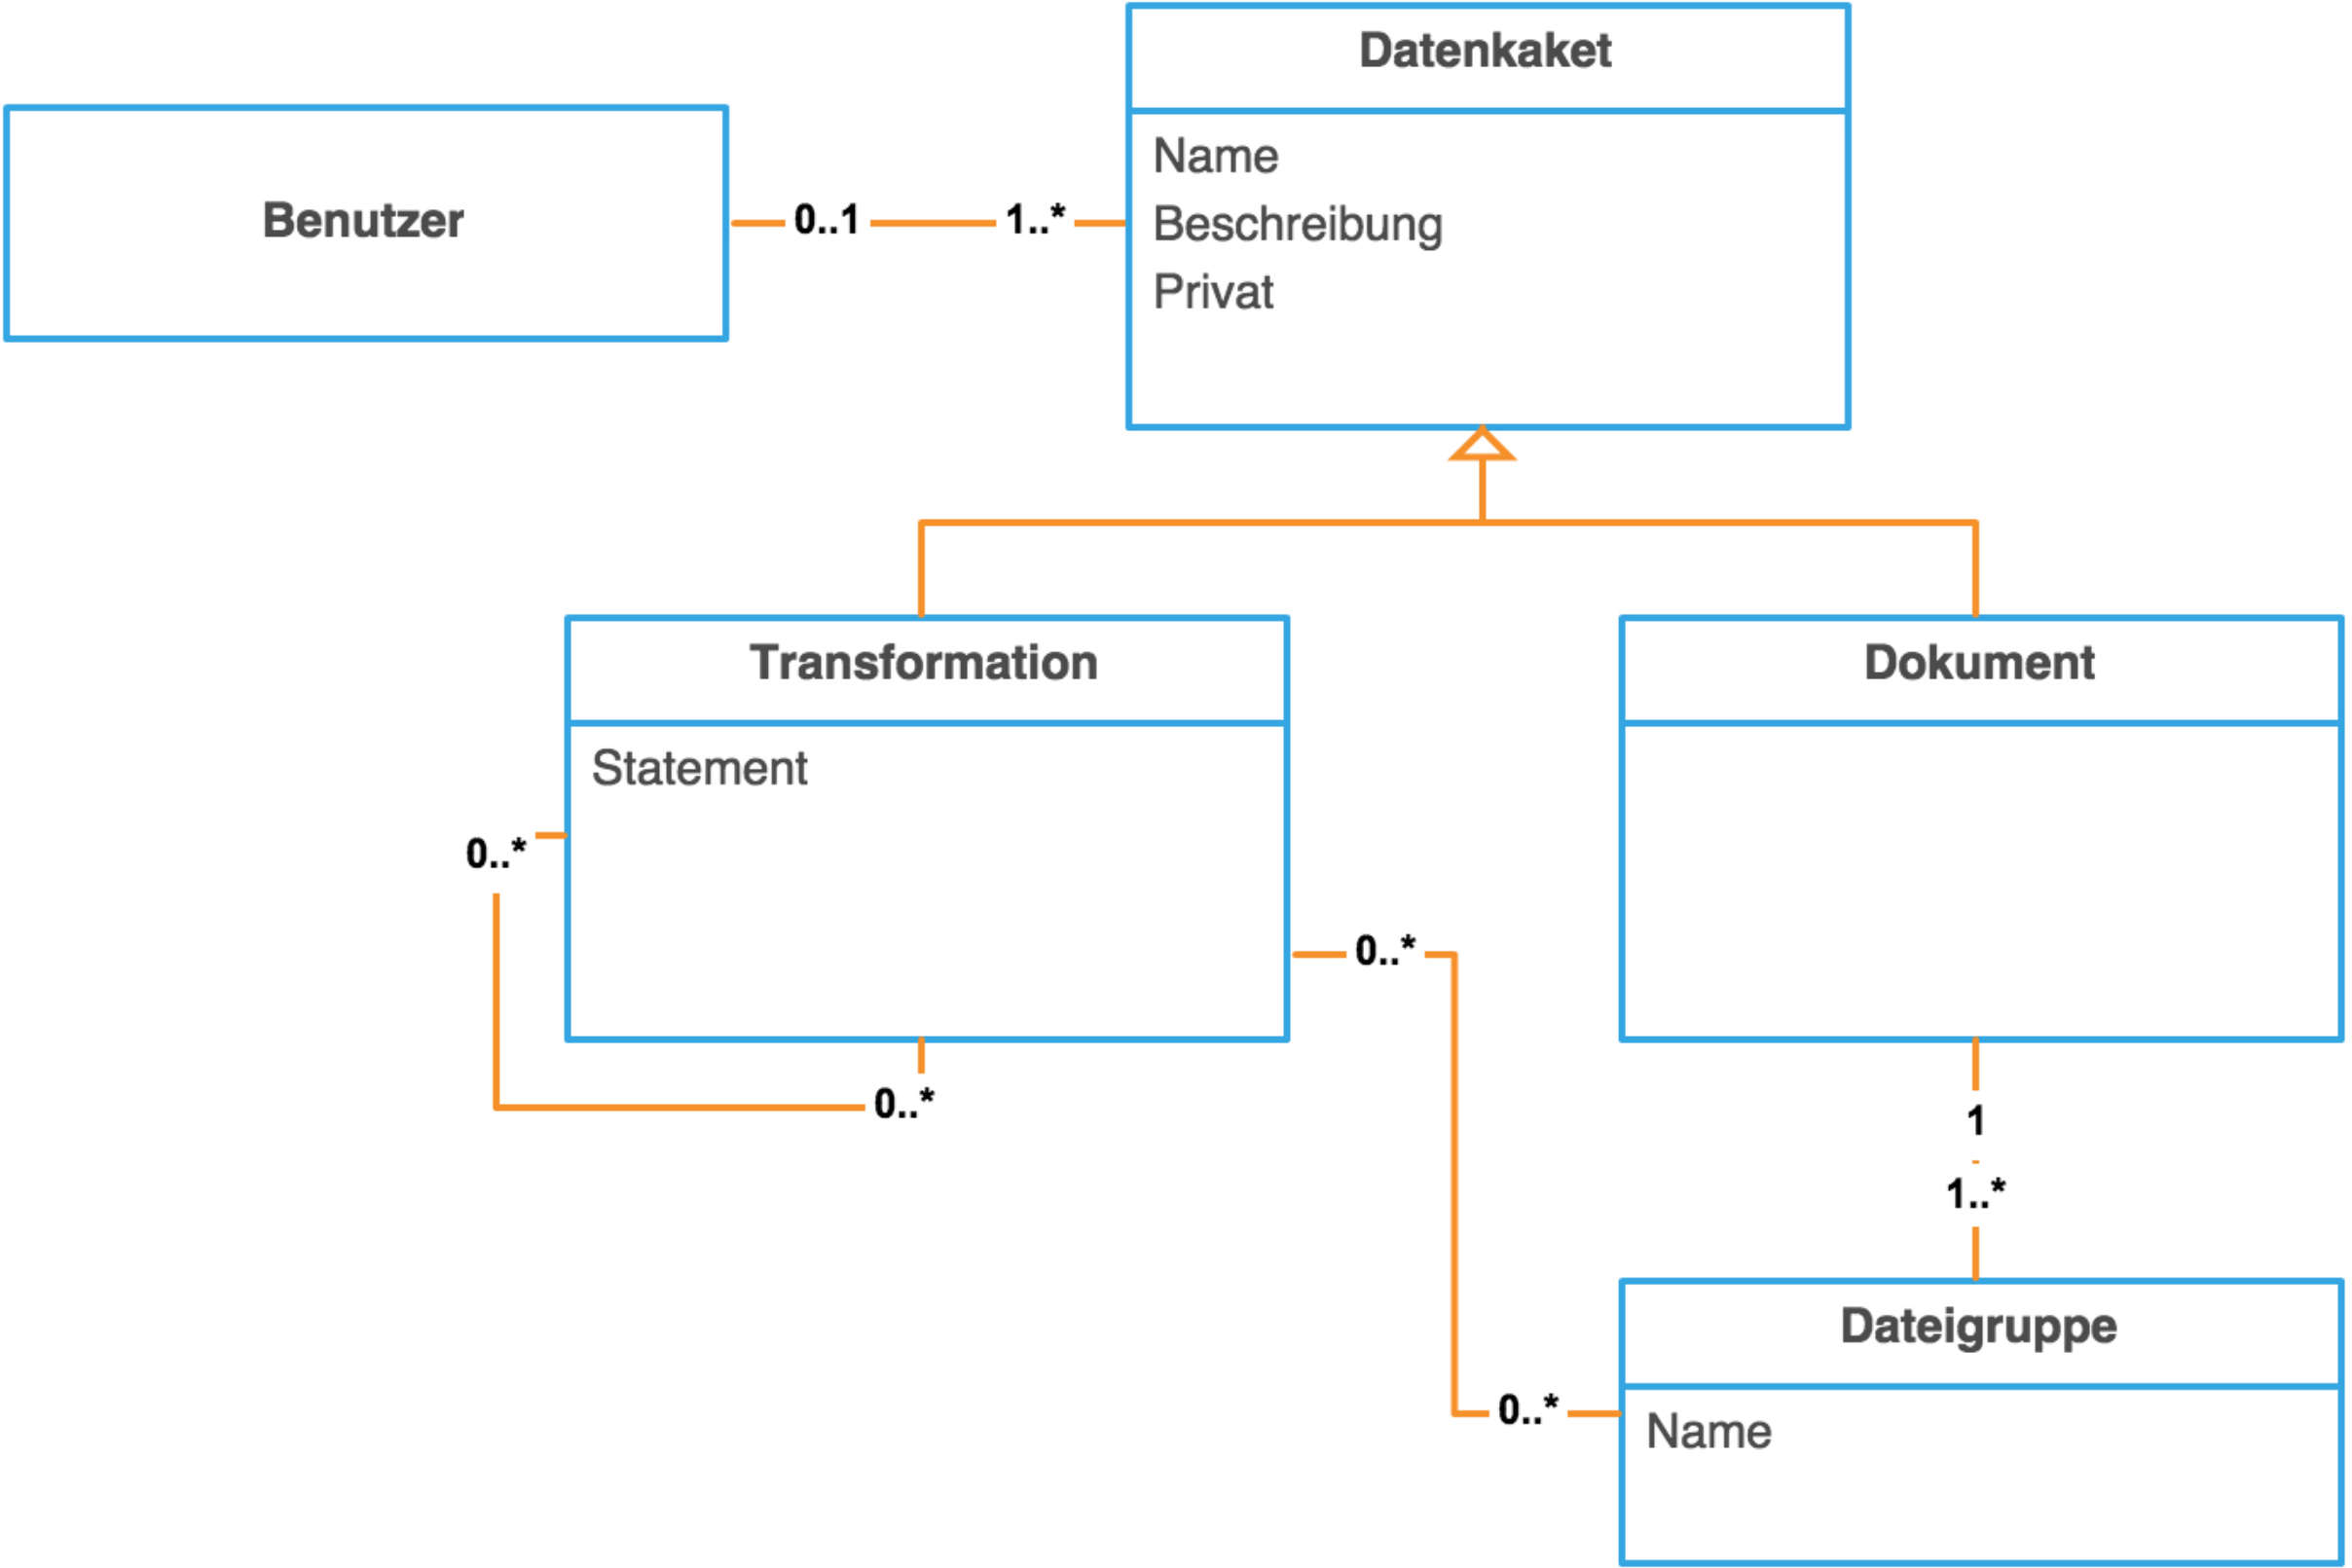 Datenkaket
Name
Beschreibung
Privat
Benutzer
0..1
1..*
Transformation
Statement
Dokument
0..*
0..*
0..*
1
1..*
Dateigruppe
0..*
Name